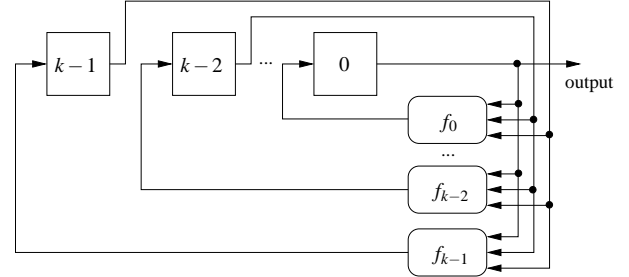 k−1
k−2
...
0
output
f₀
...
fₖ₋₂
fₖ₋₁